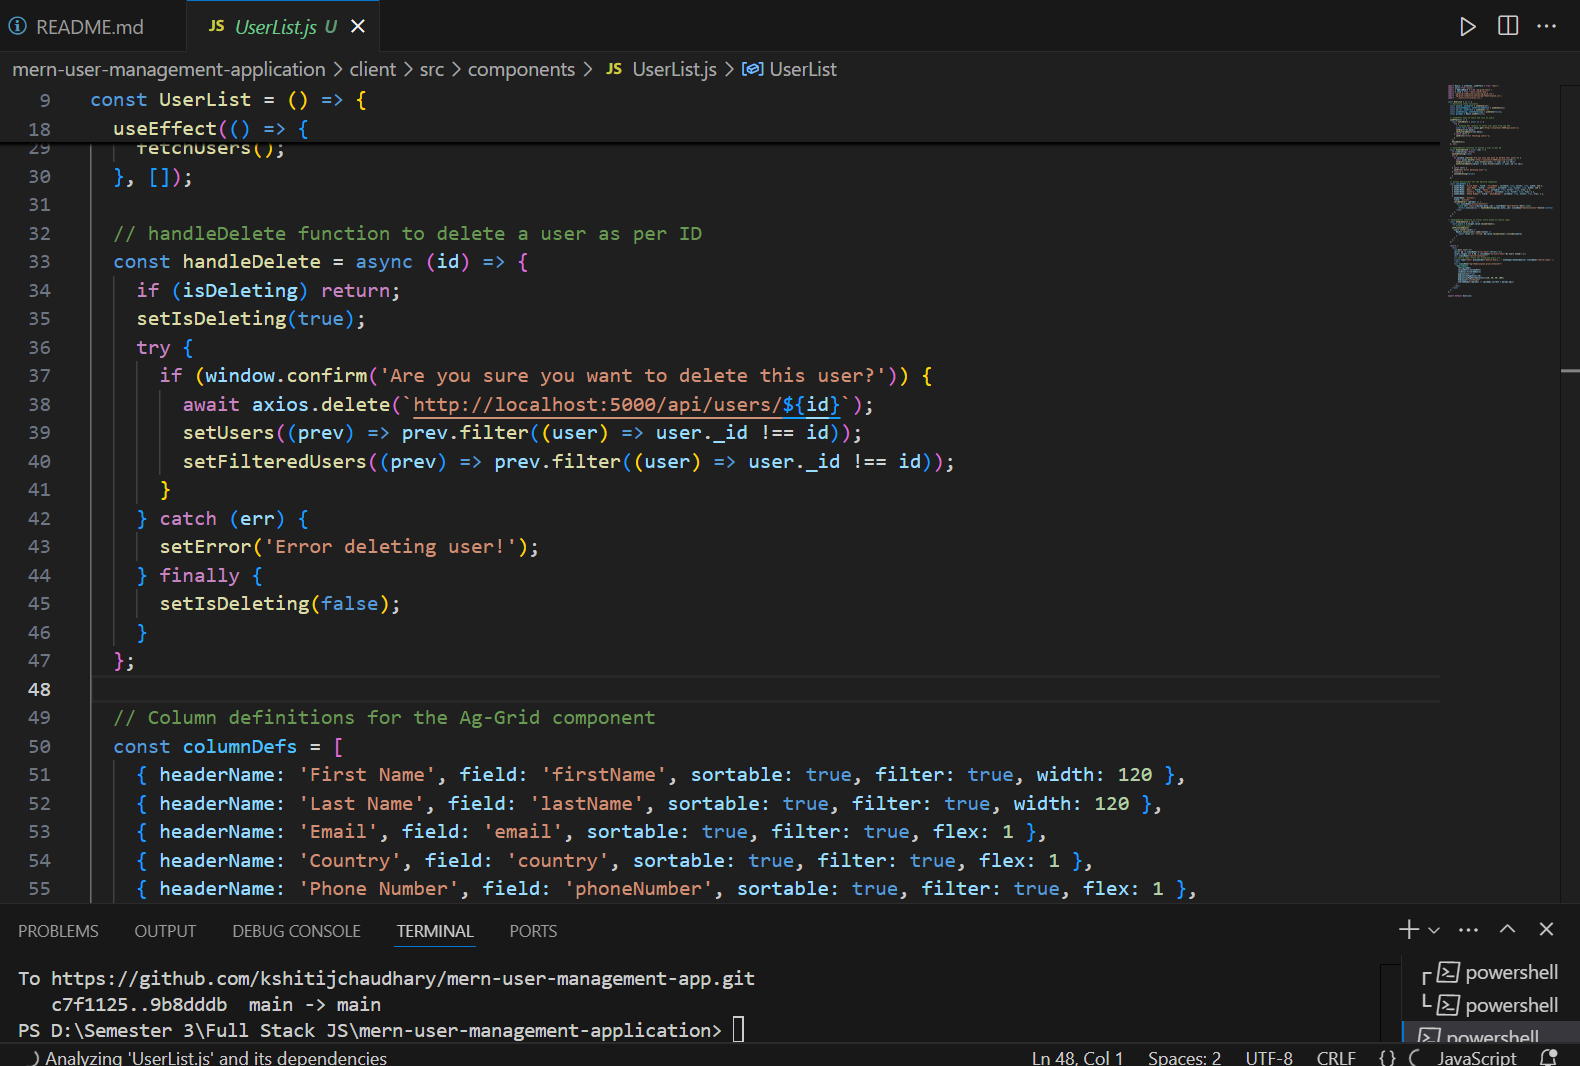 README.md
JS UserList.js U
mern-user-management-application > client > src > components > JS UserList.js > UserList
9 const UserList = () => {
18 useEffect(() => {
29 fetchUsers();
30 }, []);
31
32 // handleDelete function to delete a user as per ID
33 const handleDelete = async (id) => {
34 if (isDeleting) return;
35 setIsDeleting(true);
36 try {
37 if (window.confirm('Are you sure you want to delete this user?')) {
38 await axios.delete(`http://localhost:5000/api/users/${id}`);
39 setUsers((prev) => prev.filter((user) => user._id !== id));
40 setFilteredUsers((prev) => prev.filter((user) => user._id !== id));
41 }
42 } catch (err) {
43 setError('Error deleting user!');
44 } finally {
45 setIsDeleting(false);
46 }
47 };
48
49 // Column definitions for the Ag-Grid component
50 const columnDefs = [
51 { headerName: 'First Name', field: 'firstName', sortable: true, filter: true, width: 120 },
52 { headerName: 'Last Name', field: 'lastName', sortable: true, filter: true, width: 120 },
53 { headerName: 'Email', field: 'email', sortable: true, filter: true, flex: 1 },
54 { headerName: 'Country', field: 'country', sortable: true, filter: true, flex: 1 },
55 { headerName: 'Phone Number', field: 'phoneNumber', sortable: true, filter: true, flex: 1 },
PROBLEMS OUTPUT DEBUG CONSOLE TERMINAL PORTS
To https://github.com/kshitijchaudhary/mern-user-management-app.git
c7f1125..9b8dddb main -> main
PS D:\Semester 3\Full Stack JS\mern-user-management-application>
powershell
powershell
powershell
Analyzing 'UserList.js' and its dependencies
Ln 48, Col 1 Spaces: 2 UTF-8 CRLF {} JavaScript